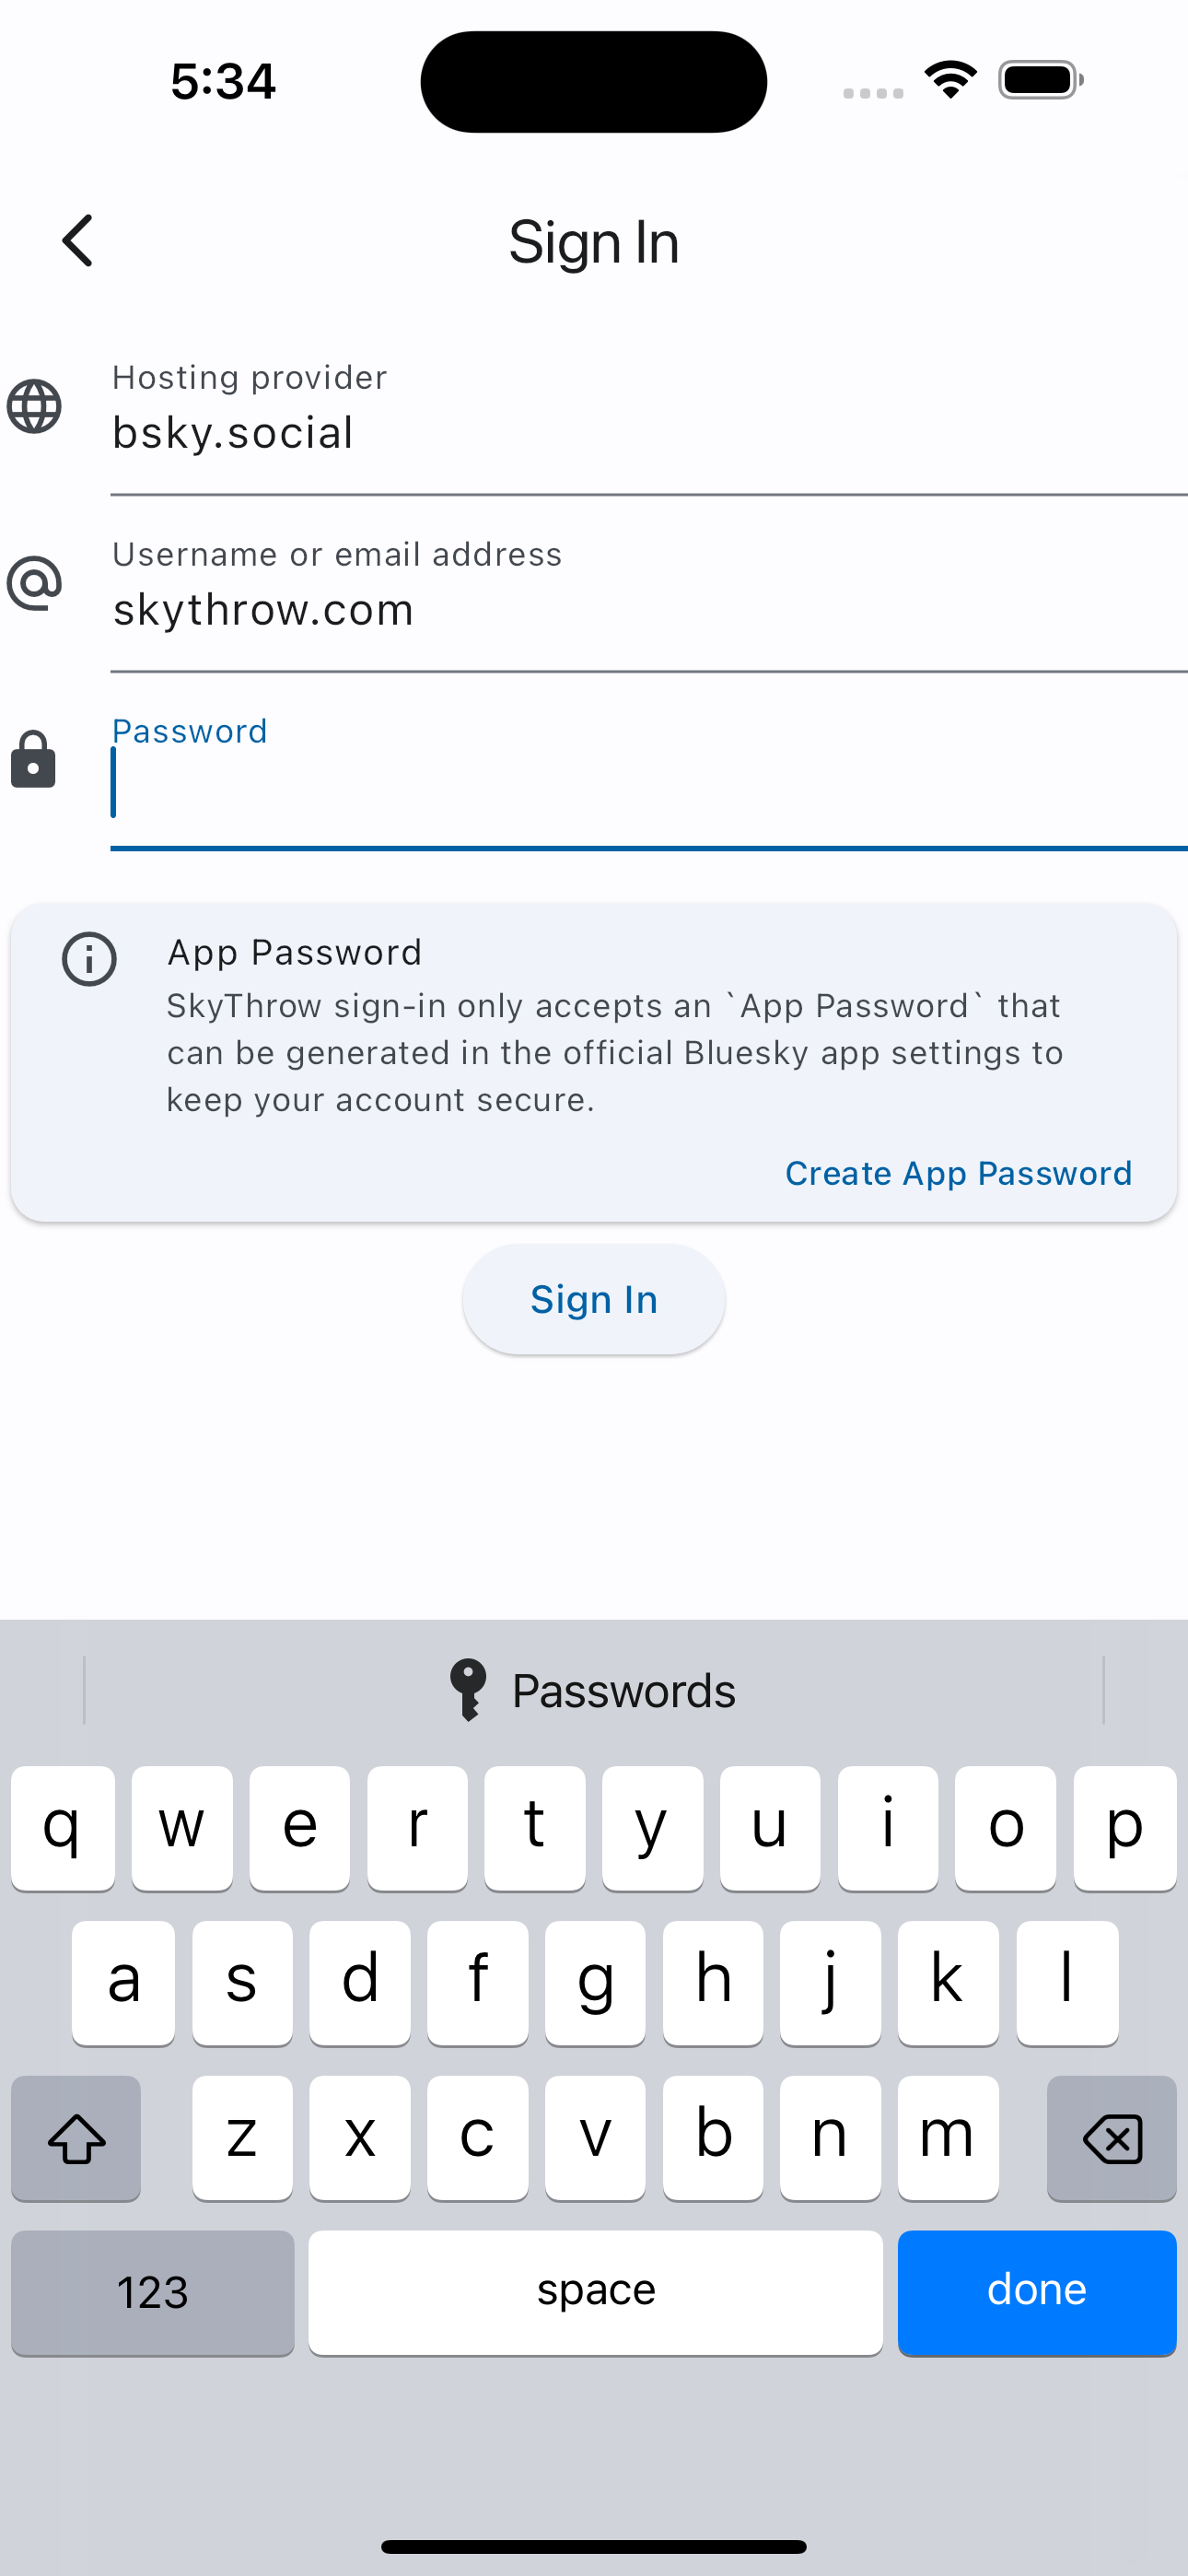 5:34
Sign In
Hosting provider
bsky.social
Username or email address
skythrow.com
Password
App Password
SkyThrow sign-in only accepts an `App Password` that
can be generated in the official Bluesky app settings to
keep your account secure.
Create App Password
Sign In
Passwords
q w e r t y u i o p
a s d f g h j k l
z x c v b n m
123 space done